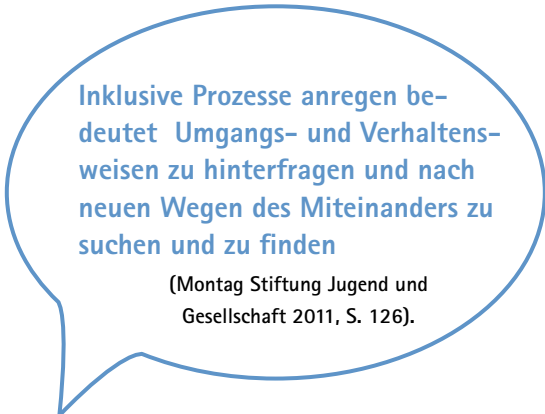 Inklusive Prozesse anregen be-
deutet  Umgangs- und Verhaltens-
weisen zu hinterfragen und nach
neuen Wegen des Miteinanders zu
suchen und zu finden
(Montag Stiftung Jugend und
Gesellschaft 2011, S. 126).